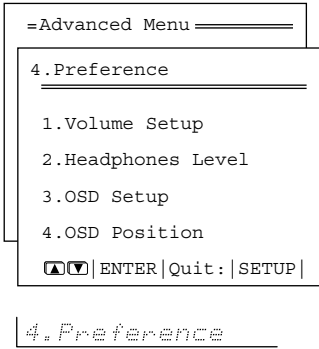 =Advanced Menu
4.Preference
1.Volume Setup
2.Headphones Level
3.OSD Setup
4.OSD Position
▲▼|ENTER|Quit:|SETUP|
4.Preference